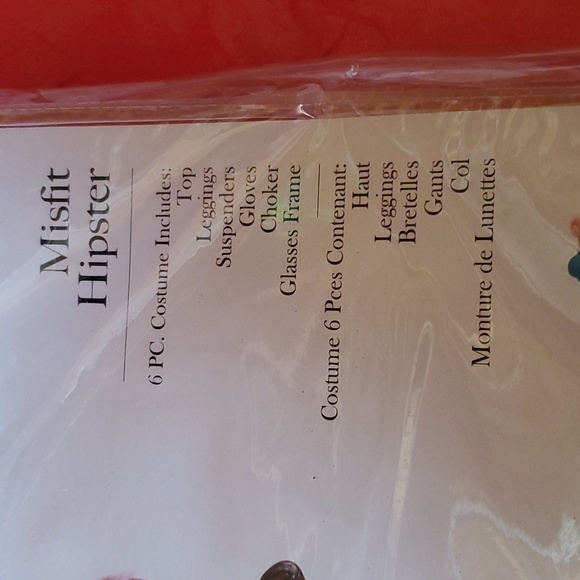 Misfit
Hipster
6 PC. Costume Includes:
Top
Leggings
Suspenders
Gloves
Choker
Glasses Frame
Costume 6 Pces Contenant:
Haut
Leggings
Bretelles
Gants
Col
Monture de Lunettes